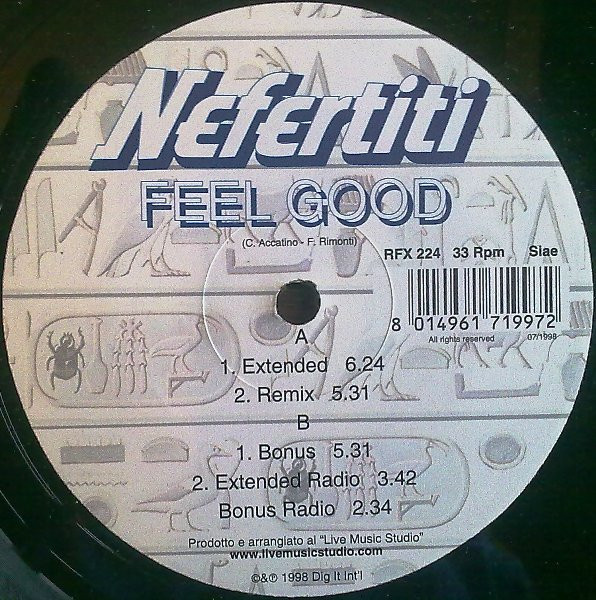 Nefertiti
FEEL GOOD
(C. Accatino - F. Rimonti)
RFX 224 33 Rpm Siae
8 014961 719972
All rights reserved 07/1998
A
1. Extended 6.24
2. Remix 5.31
B
1. Bonus 5.31
2. Extended Radio 3.42
Bonus Radio 2.34
Prodotto e arrangiato al "Live Music Studio"
www.livemusicstudio.com
©&℗ 1998 Dig It Int'l